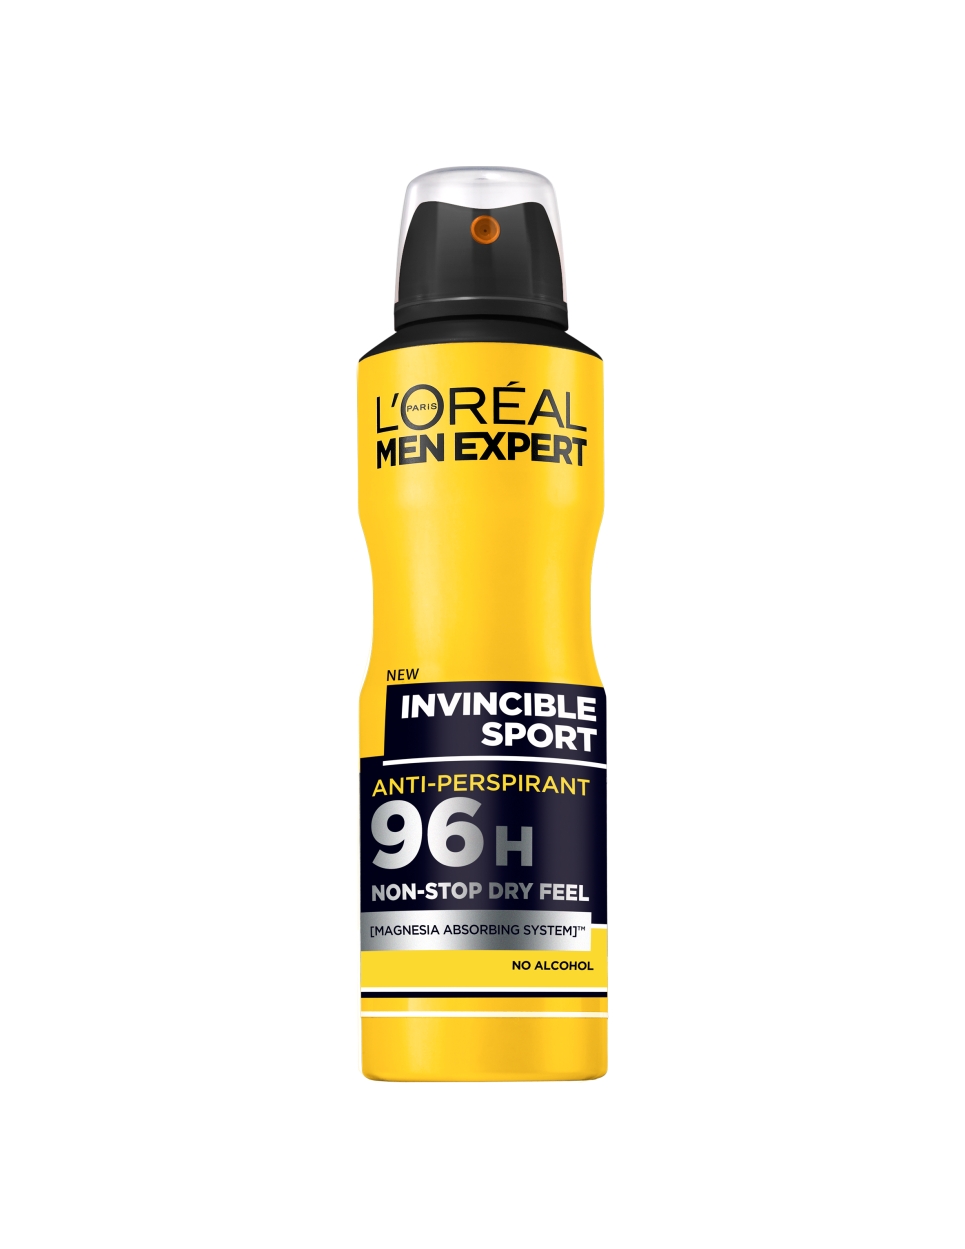 L'ORÉAL
PARIS
MEN EXPERT
NEW
INVINCIBLE
SPORT
ANTI-PERSPIRANT
96 H
NON-STOP DRY FEEL
[MAGNESIA ABSORBING SYSTEM]™
NO ALCOHOL